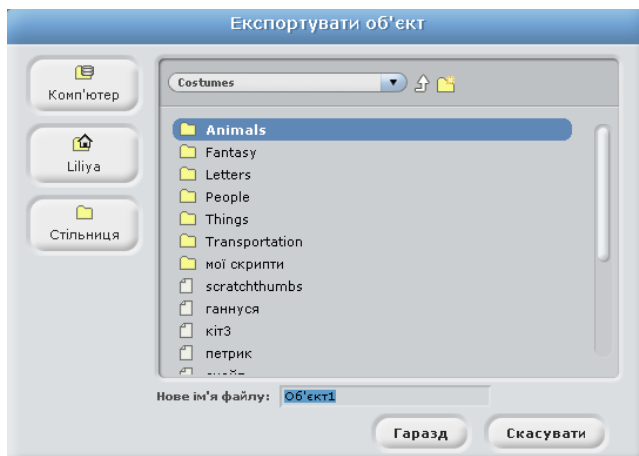 Експортувати об'єкт
Комп'ютер
Liliya
Стільниця
Costumes
Animals
Fantasy
Letters
People
Things
Transportation
мої скрипти
scratchthumbs
ганнуся
кіт3
петрик
Нове ім'я файлу: Об'єкт1
Гаразд Скасувати